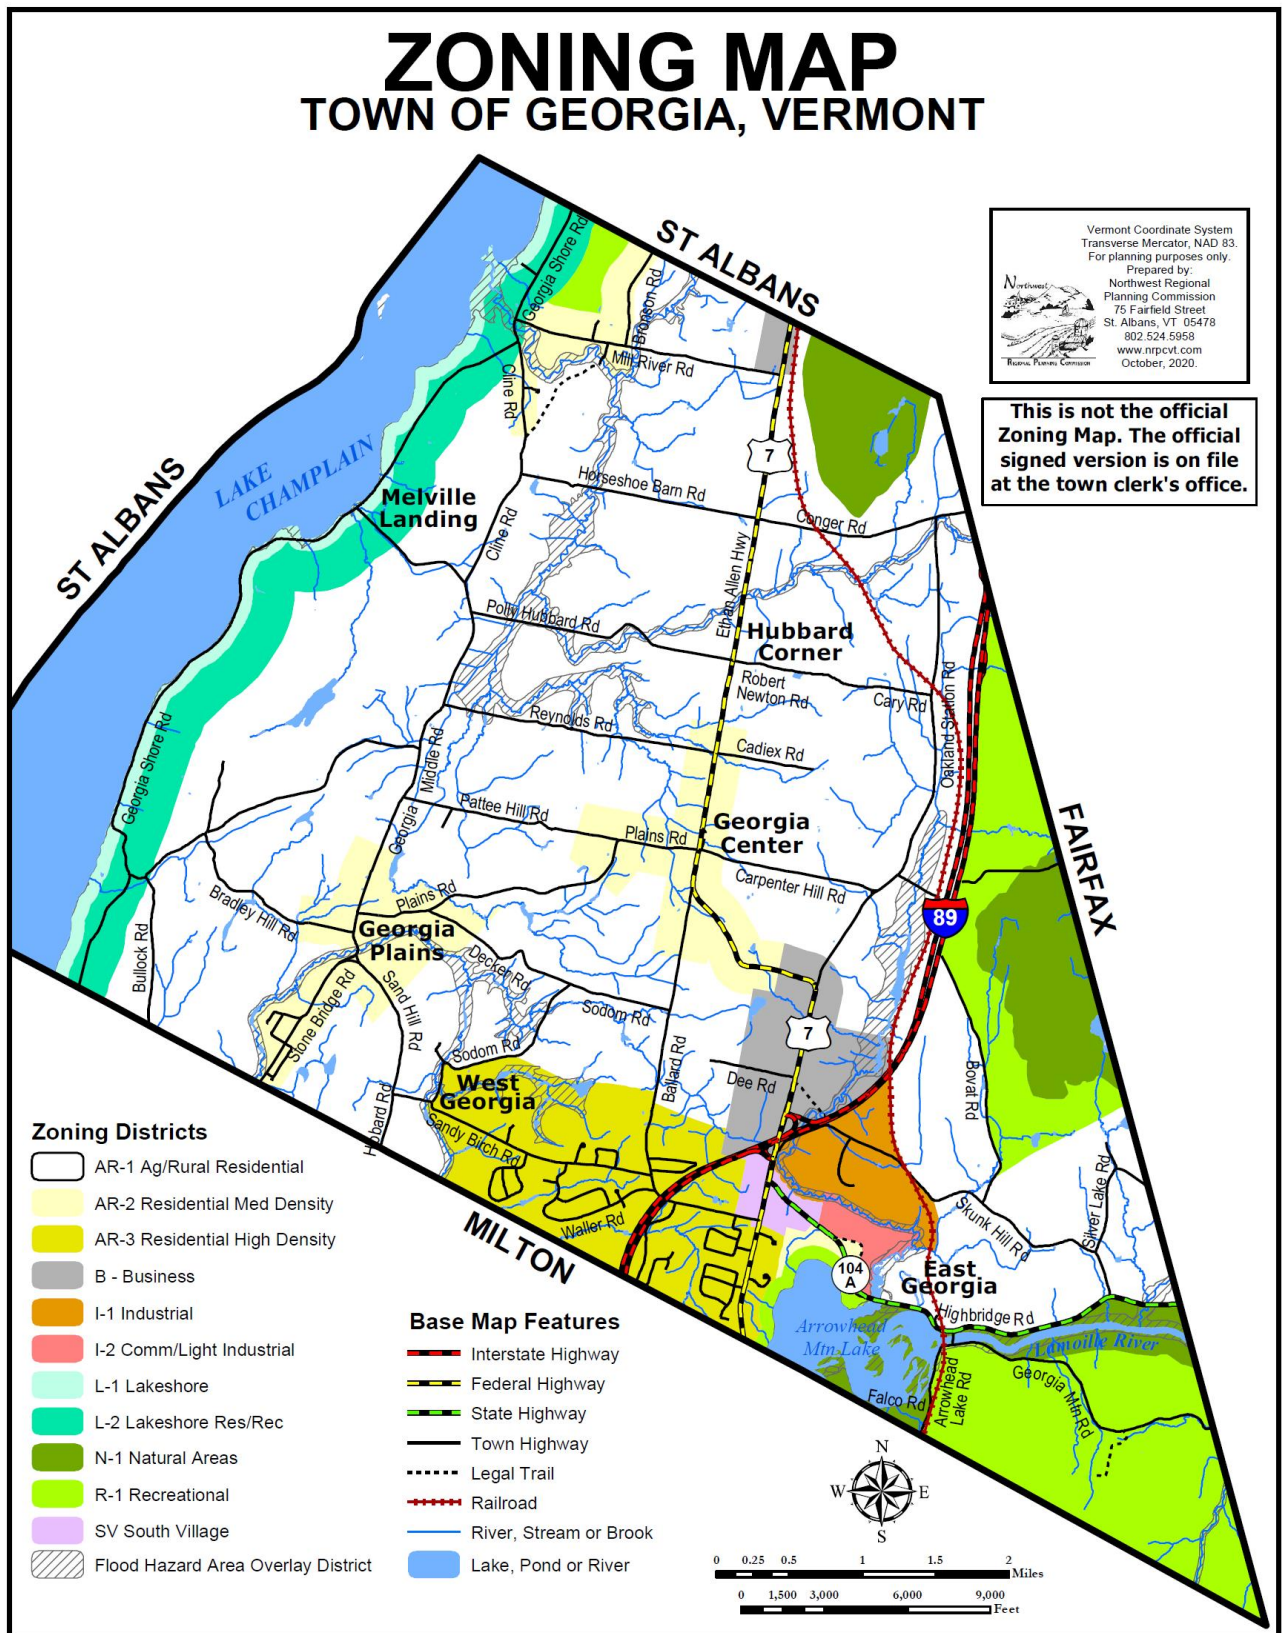 ZONING MAP
TOWN OF GEORGIA, VERMONT
ST ALBANS
Vermont Coordinate System
Transverse Mercator, NAD 83.
For planning purposes only.
Prepared by:
Northwest Regional
Planning Commission
75 Fairfield Street
St. Albans, VT 05478
802.524.5958
www.nrpcvt.com
October, 2020.
Northwest
REGIONAL PLANNING COMMISSION
This is not the official
Zoning Map. The official
signed version is on file
at the town clerk's office.
Georgia Shore Rd
Bronson Rd
Mill River Rd
Cline Rd
7
ST ALBANS
LAKE
CHAMPLAIN
Melville
Landing
Horseshoe Barn Rd
Conger Rd
Cline Rd
Ethan Allen Hwy
Polly Hubbard Rd
Hubbard
Corner
Robert
Newton Rd
Cary Rd
Oakland Station Rd
Georgia Shore Rd
Reynolds Rd
Cadiex Rd
Middle Rd
Georgia
Pattee Hill Rd
Plains Rd
Georgia
Center
FAIRFAX
Carpenter Hill Rd
Bradley Hill Rd
Plains Rd
89
Georgia
Plains
Bullock Rd
Decker Rd
Sand Hill Rd
Stone Bridge Rd
Sodom Rd
7
Sodom Rd
Ballard Rd
Dee Rd
Bovat Rd
West
Georgia
Hibbard Rd
Sandy Birch Rd
Silver Lake Rd
Skunk Hill Rd
Waller Rd
MILTON
104
A
East
Georgia
Highbridge Rd
Arrowhead
Mtn Lake
Lamoille River
Georgia Mtn Rd
Falco Rd
Arrowhead
Lake Rd
Zoning Districts
AR-1 Ag/Rural Residential
AR-2 Residential Med Density
AR-3 Residential High Density
B - Business
I-1 Industrial
I-2 Comm/Light Industrial
L-1 Lakeshore
L-2 Lakeshore Res/Rec
N-1 Natural Areas
R-1 Recreational
SV South Village
Flood Hazard Area Overlay District
Base Map Features
Interstate Highway
Federal Highway
State Highway
Town Highway
Legal Trail
Railroad
River, Stream or Brook
Lake, Pond or River
N
W
E
S
0 0.25 0.5 1 1.5 2
Miles
0 1,500 3,000 6,000 9,000
Feet